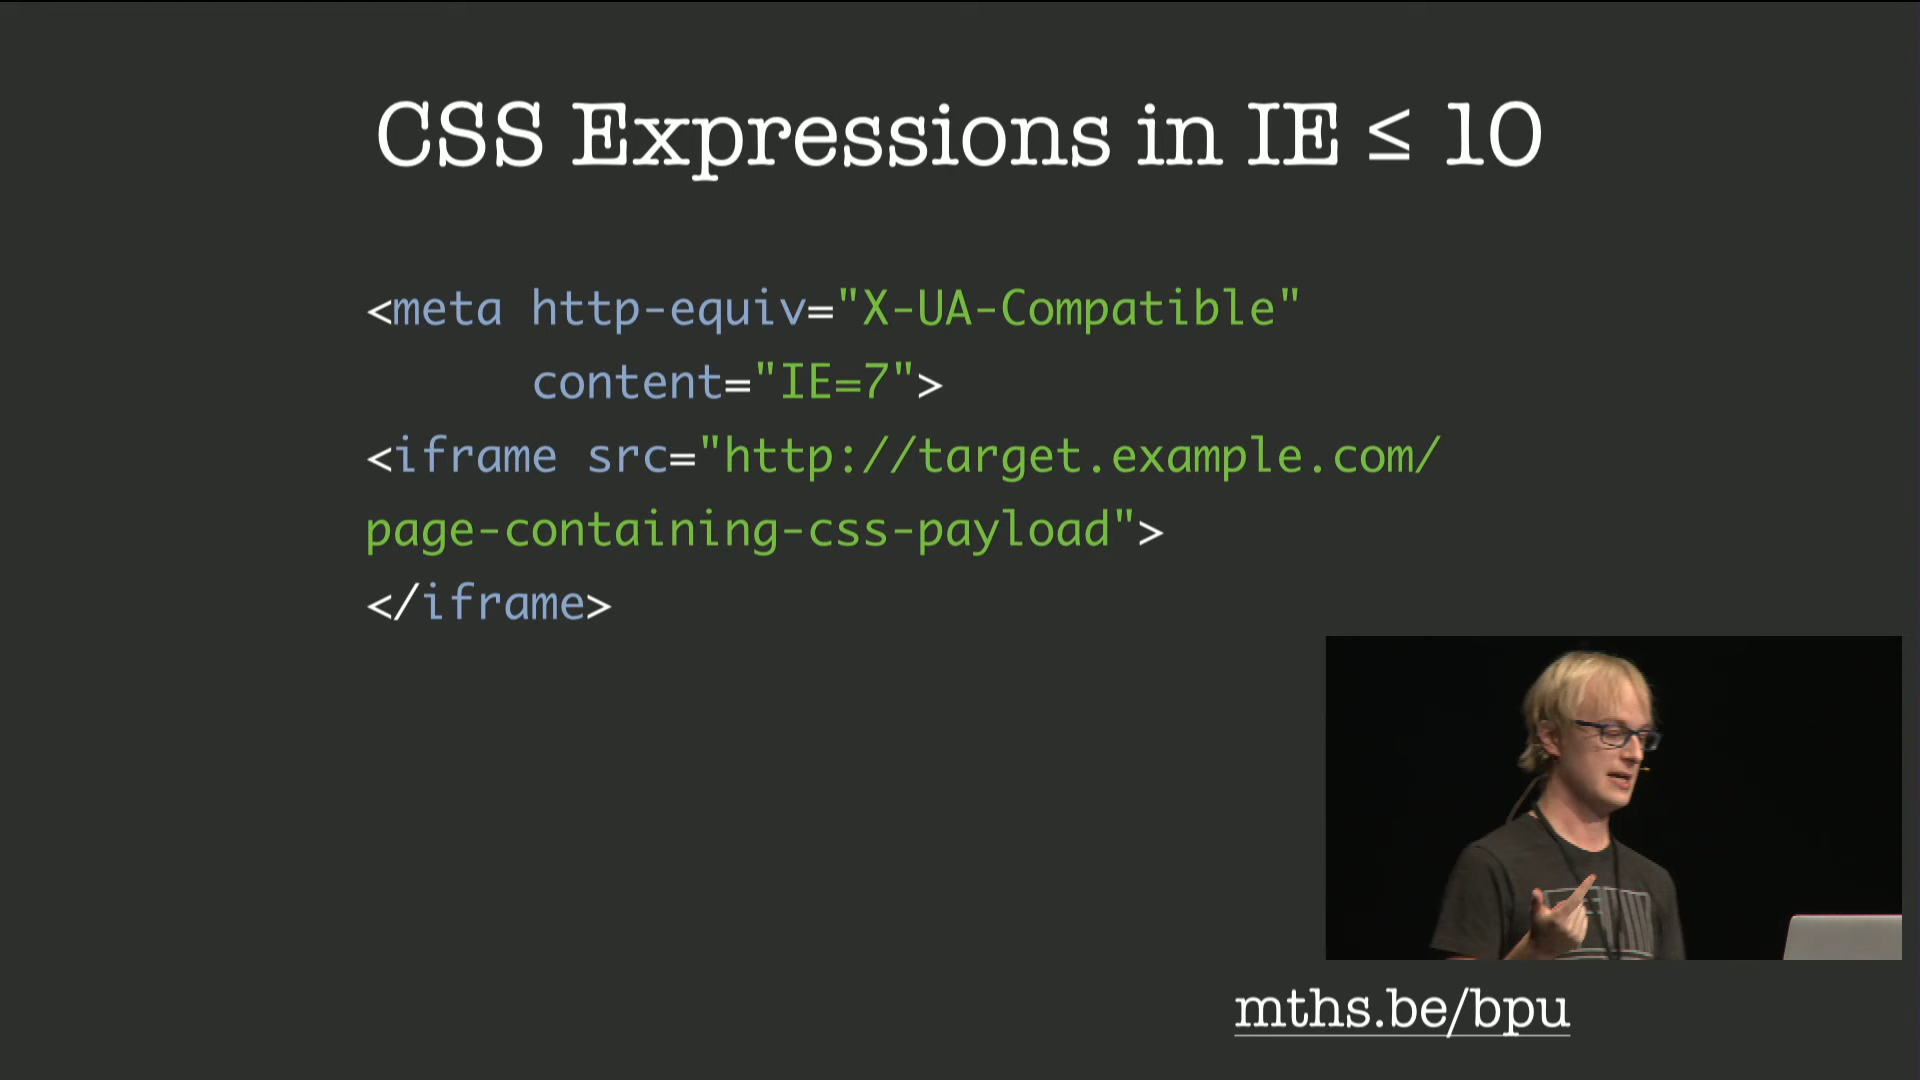 CSS Expressions in IE ≤ 10
<meta http-equiv="X-UA-Compatible"
content="IE=7">
<iframe src="http://target.example.com/
page-containing-css-payload">
</iframe>
mths.be/bpu